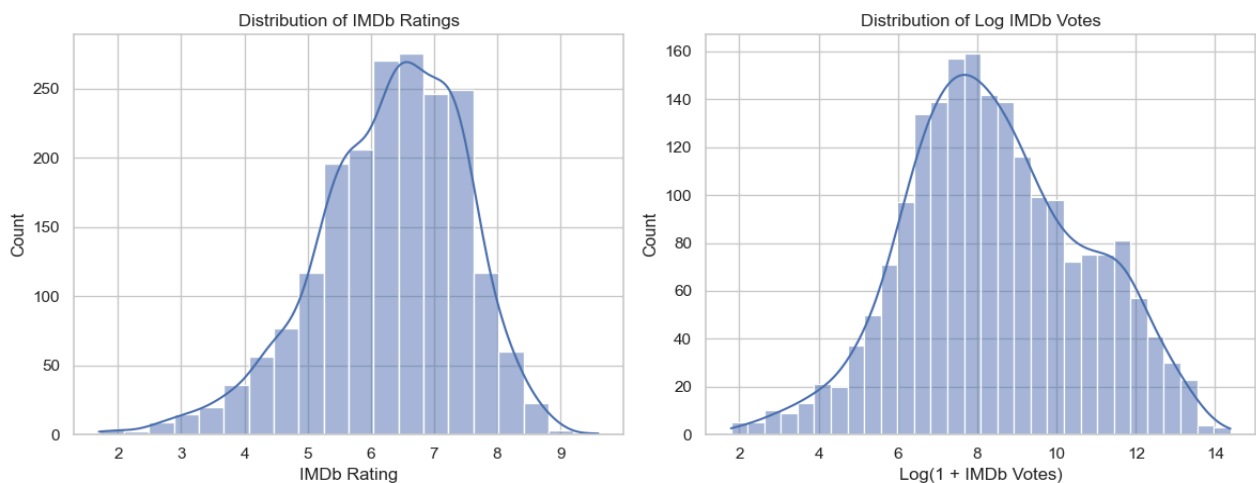 Distribution of IMDb Ratings
250
200
150
100
50
0
Count
2 3 4 5 6 7 8 9
IMDb Rating
Distribution of Log IMDb Votes
160
140
120
100
80
60
40
20
0
Count
2 4 6 8 10 12 14
Log(1 + IMDb Votes)